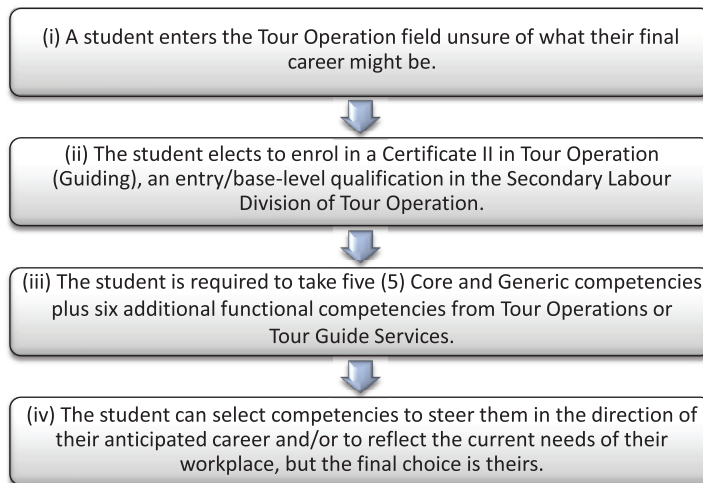 (i) A student enters the Tour Operation field unsure of what their final
career might be.
(ii) The student elects to enrol in a Certificate II in Tour Operation
(Guiding), an entry/base-level qualification in the Secondary Labour
Division of Tour Operation.
(iii) The student is required to take five (5) Core and Generic competencies
plus six additional functional competencies from Tour Operations or
Tour Guide Services.
(iv) The student can select competencies to steer them in the direction of
their anticipated career and/or to reflect the current needs of their
workplace, but the final choice is theirs.